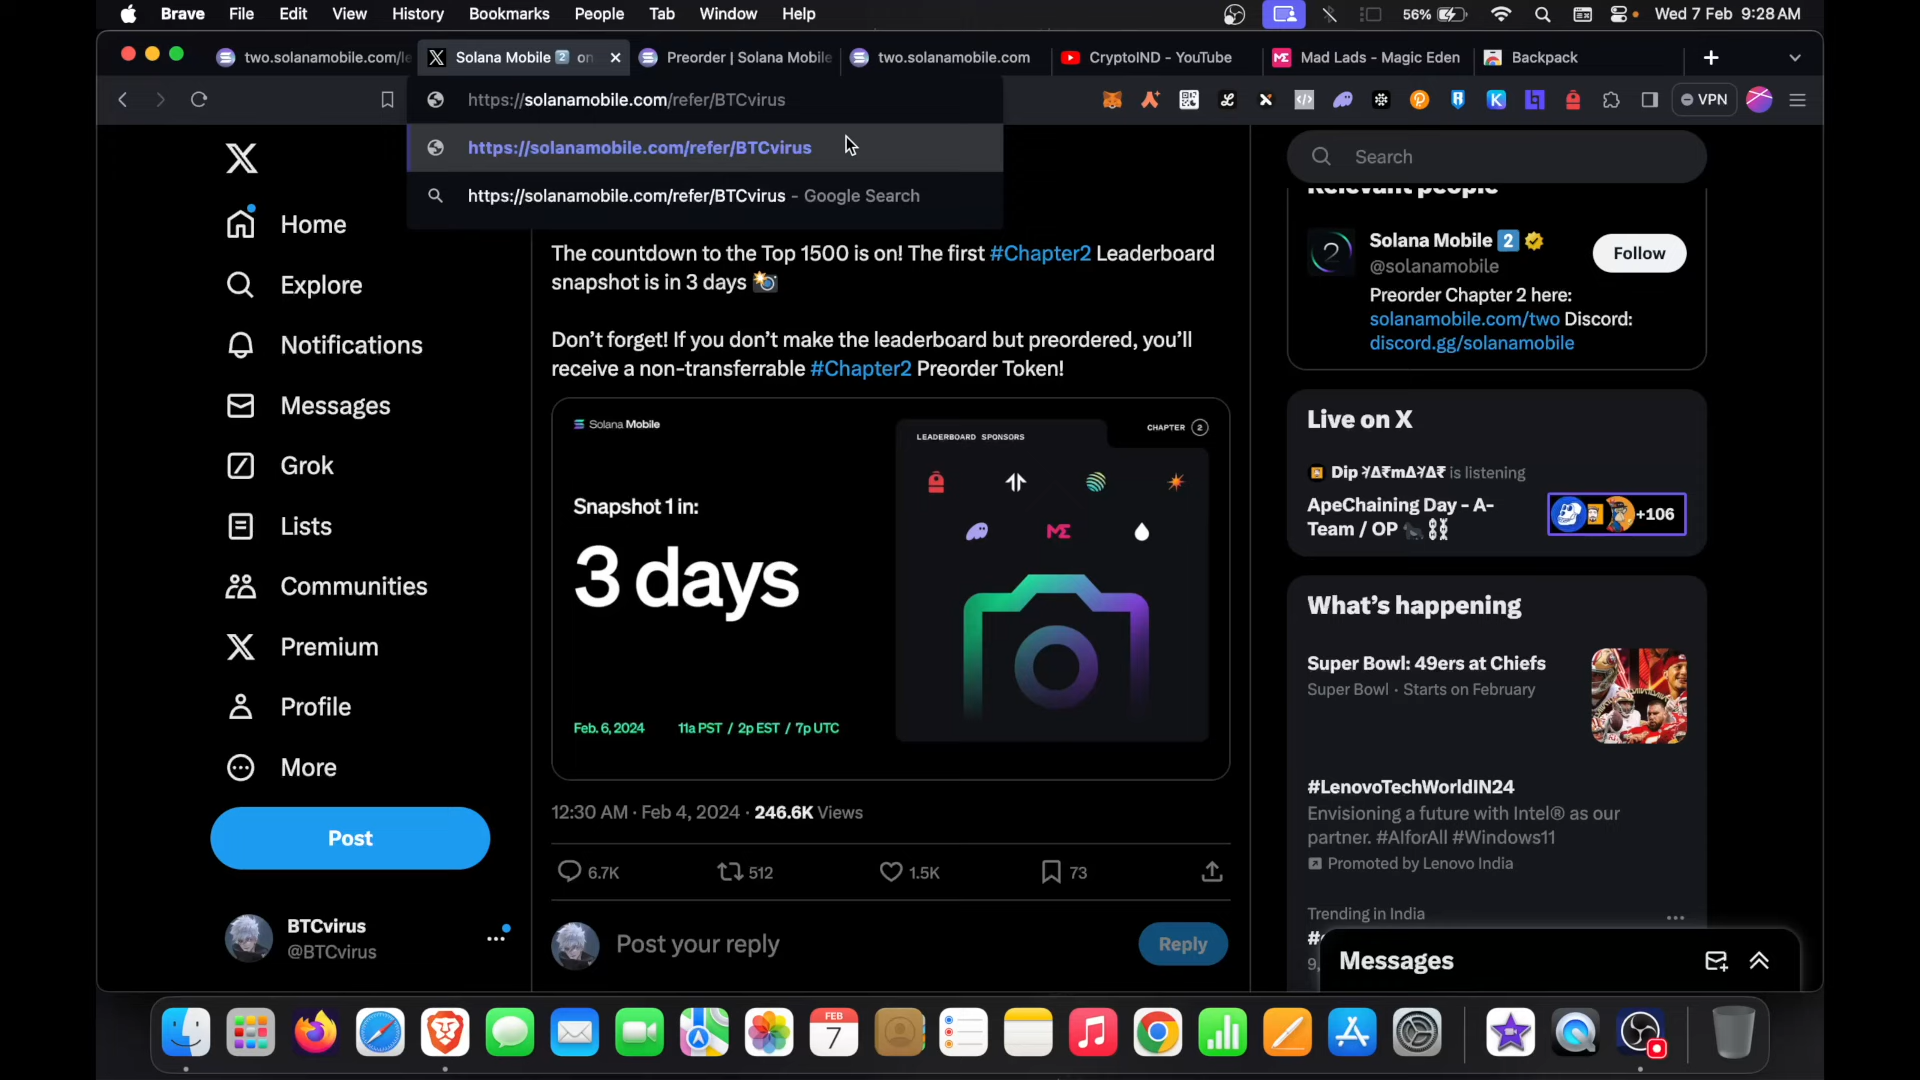 Brave File Edit View History Bookmarks People Tab Window Help 56% Wed 7 Feb 9:28 AM
two.solanamobile.com/le
Solana Mobile 2 on
Preorder | Solana Mobile
two.solanamobile.com
CryptoIND - YouTube
Mad Lads - Magic Eden
Backpack
https://solanamobile.com/refer/BTCvirus
VPN
https://solanamobile.com/refer/BTCvirus
https://solanamobile.com/refer/BTCvirus – Google Search
Home
Explore
Notifications
Messages
Grok
Lists
Communities
Premium
Profile
More
Post
BTCvirus
@BTCvirus
The countdown to the Top 1500 is on! The first #Chapter2 Leaderboard
snapshot is in 3 days
Don’t forget! If you don’t make the leaderboard but preordered, you’ll
receive a non-transferrable #Chapter2 Preorder Token!
Solana Mobile
LEADERBOARD SPONSORS
CHAPTER 2
Snapshot 1 in:
3 days
Feb. 6, 2024 11a PST / 2p EST / 7p UTC
12:30 AM · Feb 4, 2024 · 246.6K Views
6.7K 512 1.5K 73
Post your reply
Reply
Search
Relevant people
Solana Mobile 2
@solanamobile
Follow
Preorder Chapter 2 here:
solanamobile.com/two Discord:
discord.gg/solanamobile
Live on X
is listening
ApeChaining Day - A-
Team / OP
+106
What’s happening
Super Bowl: 49ers at Chiefs
Super Bowl · Starts on February
#LenovoTechWorldIN24
Envisioning a future with Intel® as our
partner. #AIforAll #Windows11
Promoted by Lenovo India
Trending in India
Messages
FEB
7